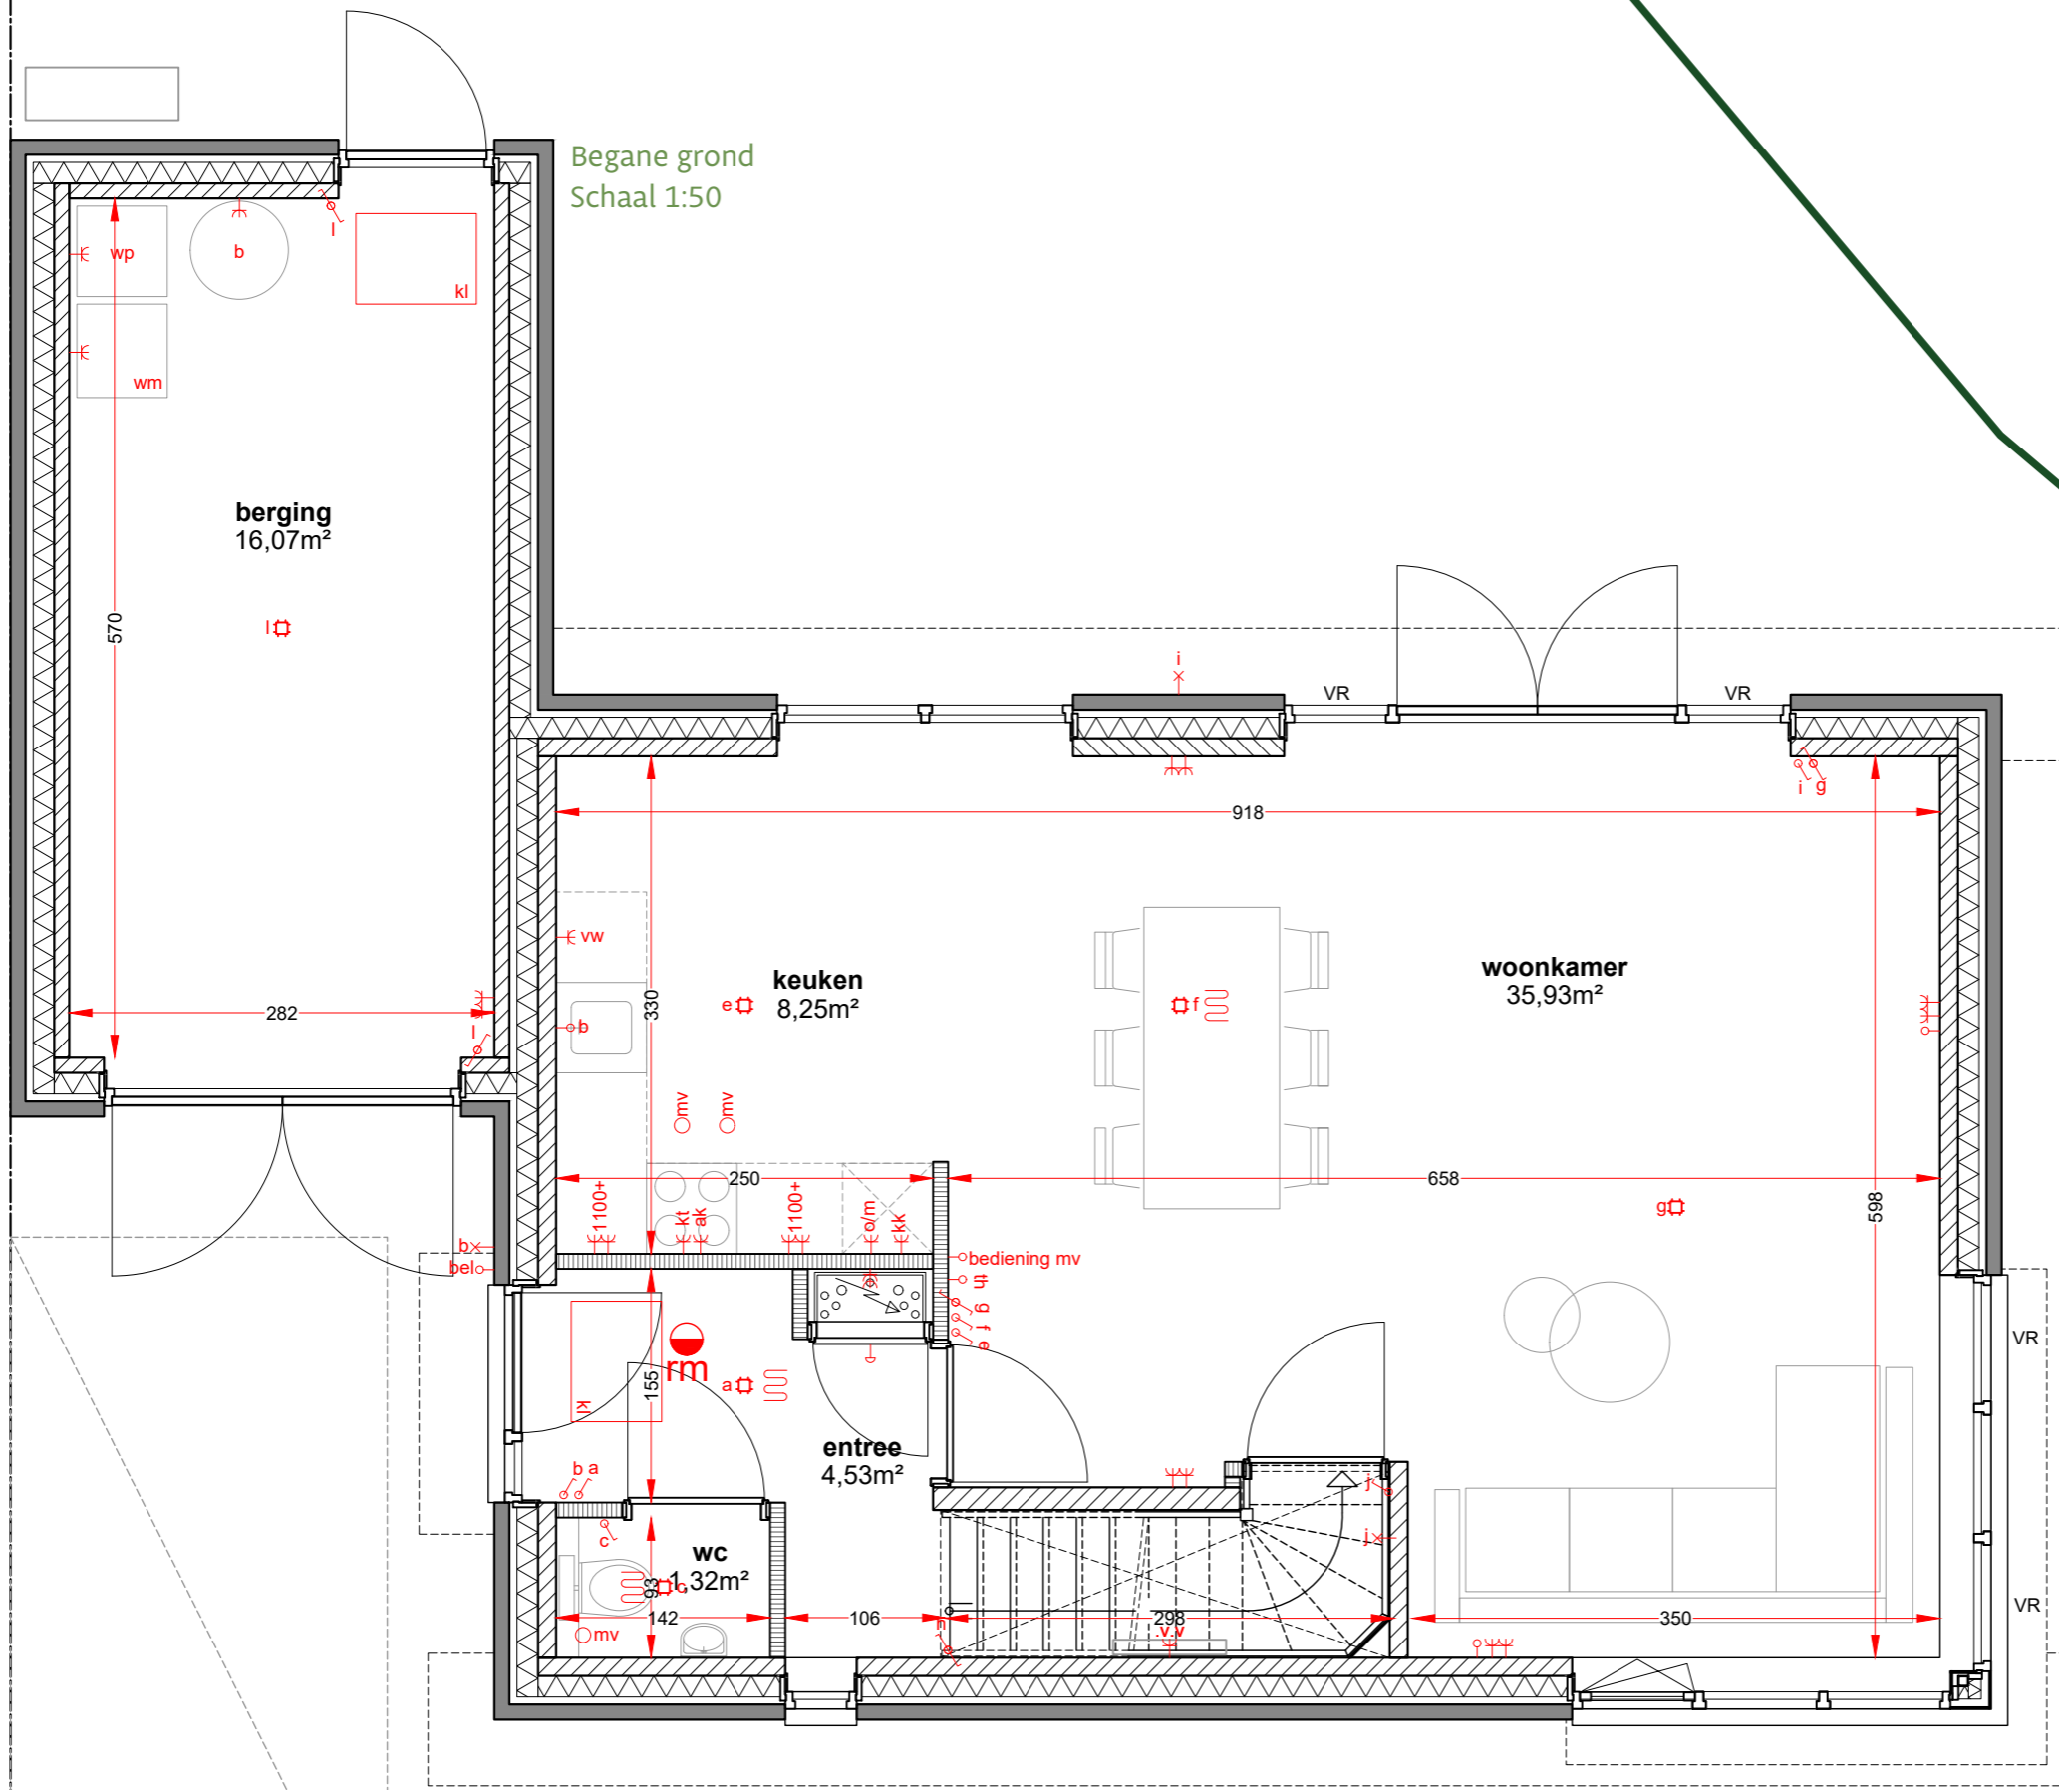 Begane grond
Schaal 1:50
l
wp
b
kl
wm
berging
16,07m²
570
l
282
l
i
VR
VR
i
g
918
vw
keuken
8,25m²
woonkamer
35,93m²
330
e
f
b
mv
mv
250
658
1100+
kt
ak
1100+
o/m
kk
598
g
b
bel
bediening mv
th
g
f
e
VR
rm
155
a
kl
entree
4,53m²
b
a
j
c
wc
1,32m²
j
93
c
142
106
298
350
VR
mv
v.v.